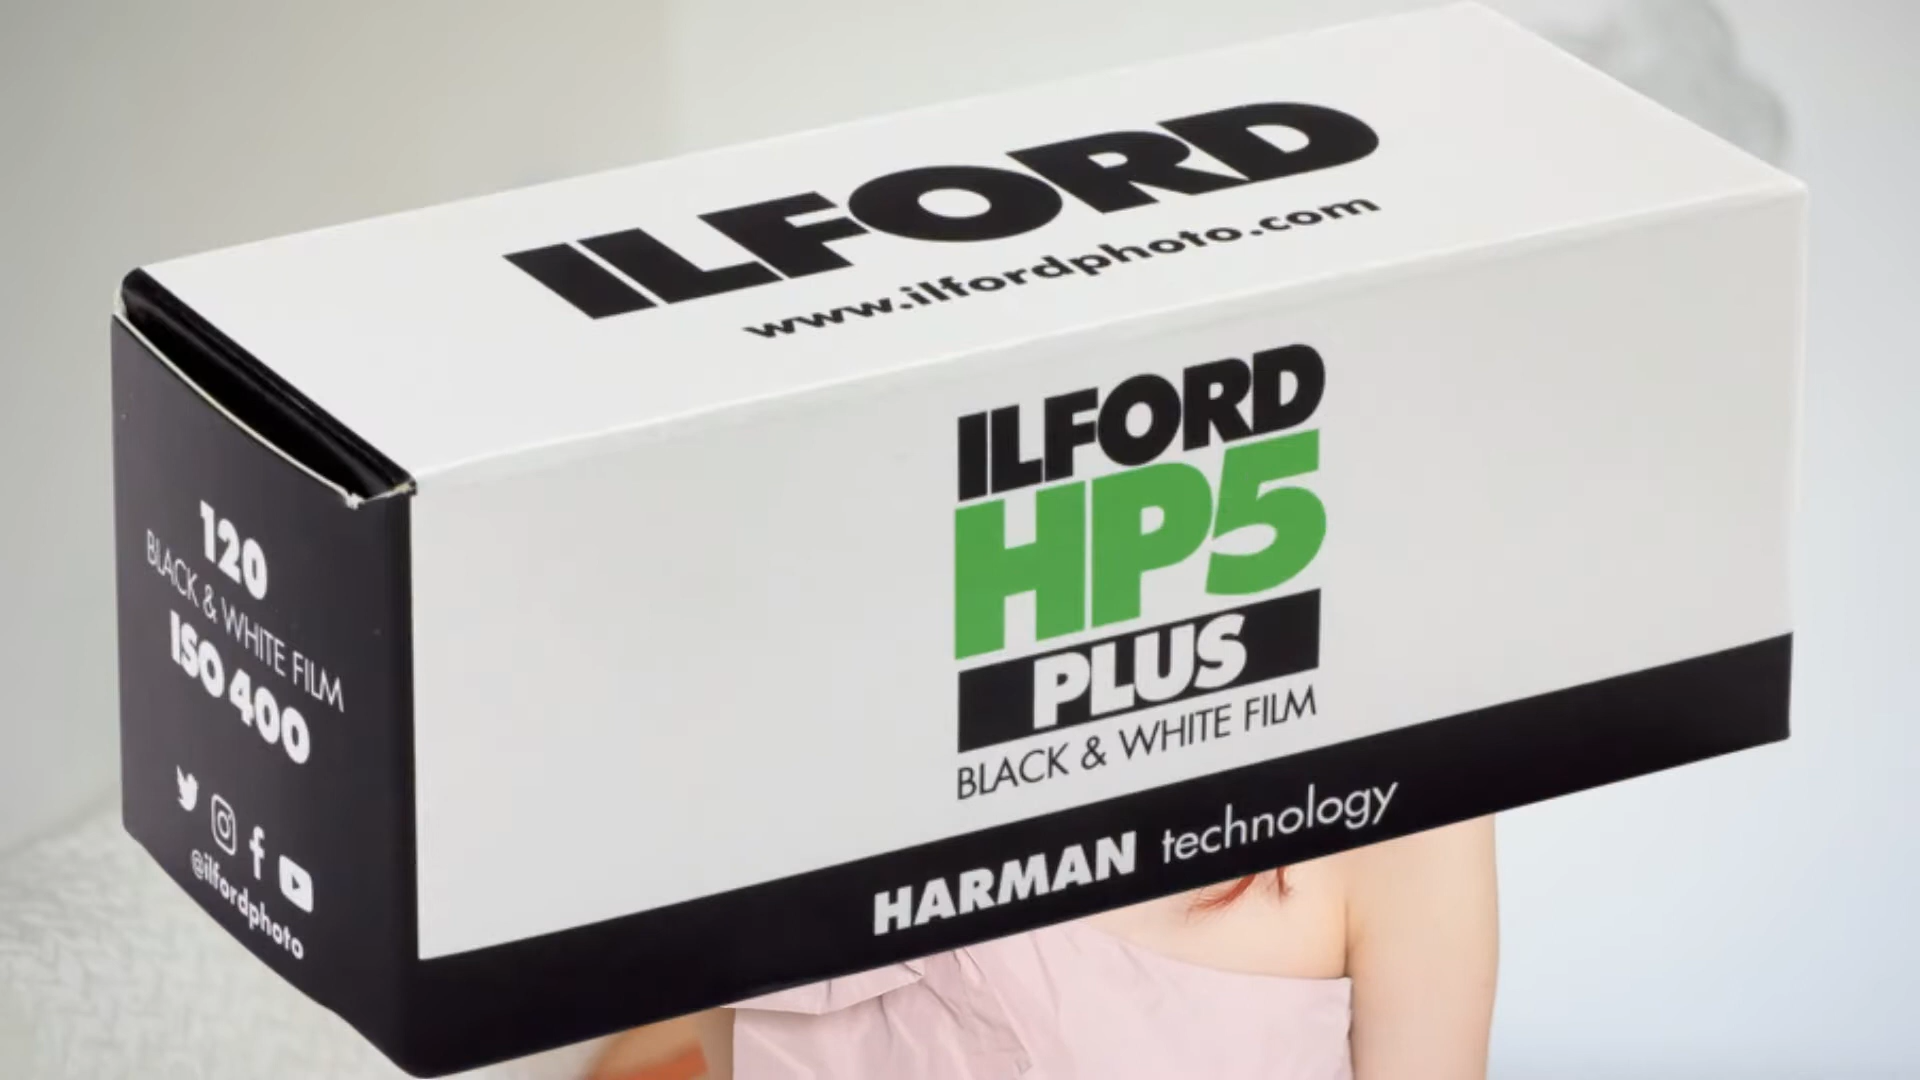 ILFORD
www.ilfordphoto.com
ILFORD
HP5
PLUS
BLACK & WHITE FILM
HARMAN technology
120
BLACK & WHITE FILM
ISO 400
@ilfordphoto